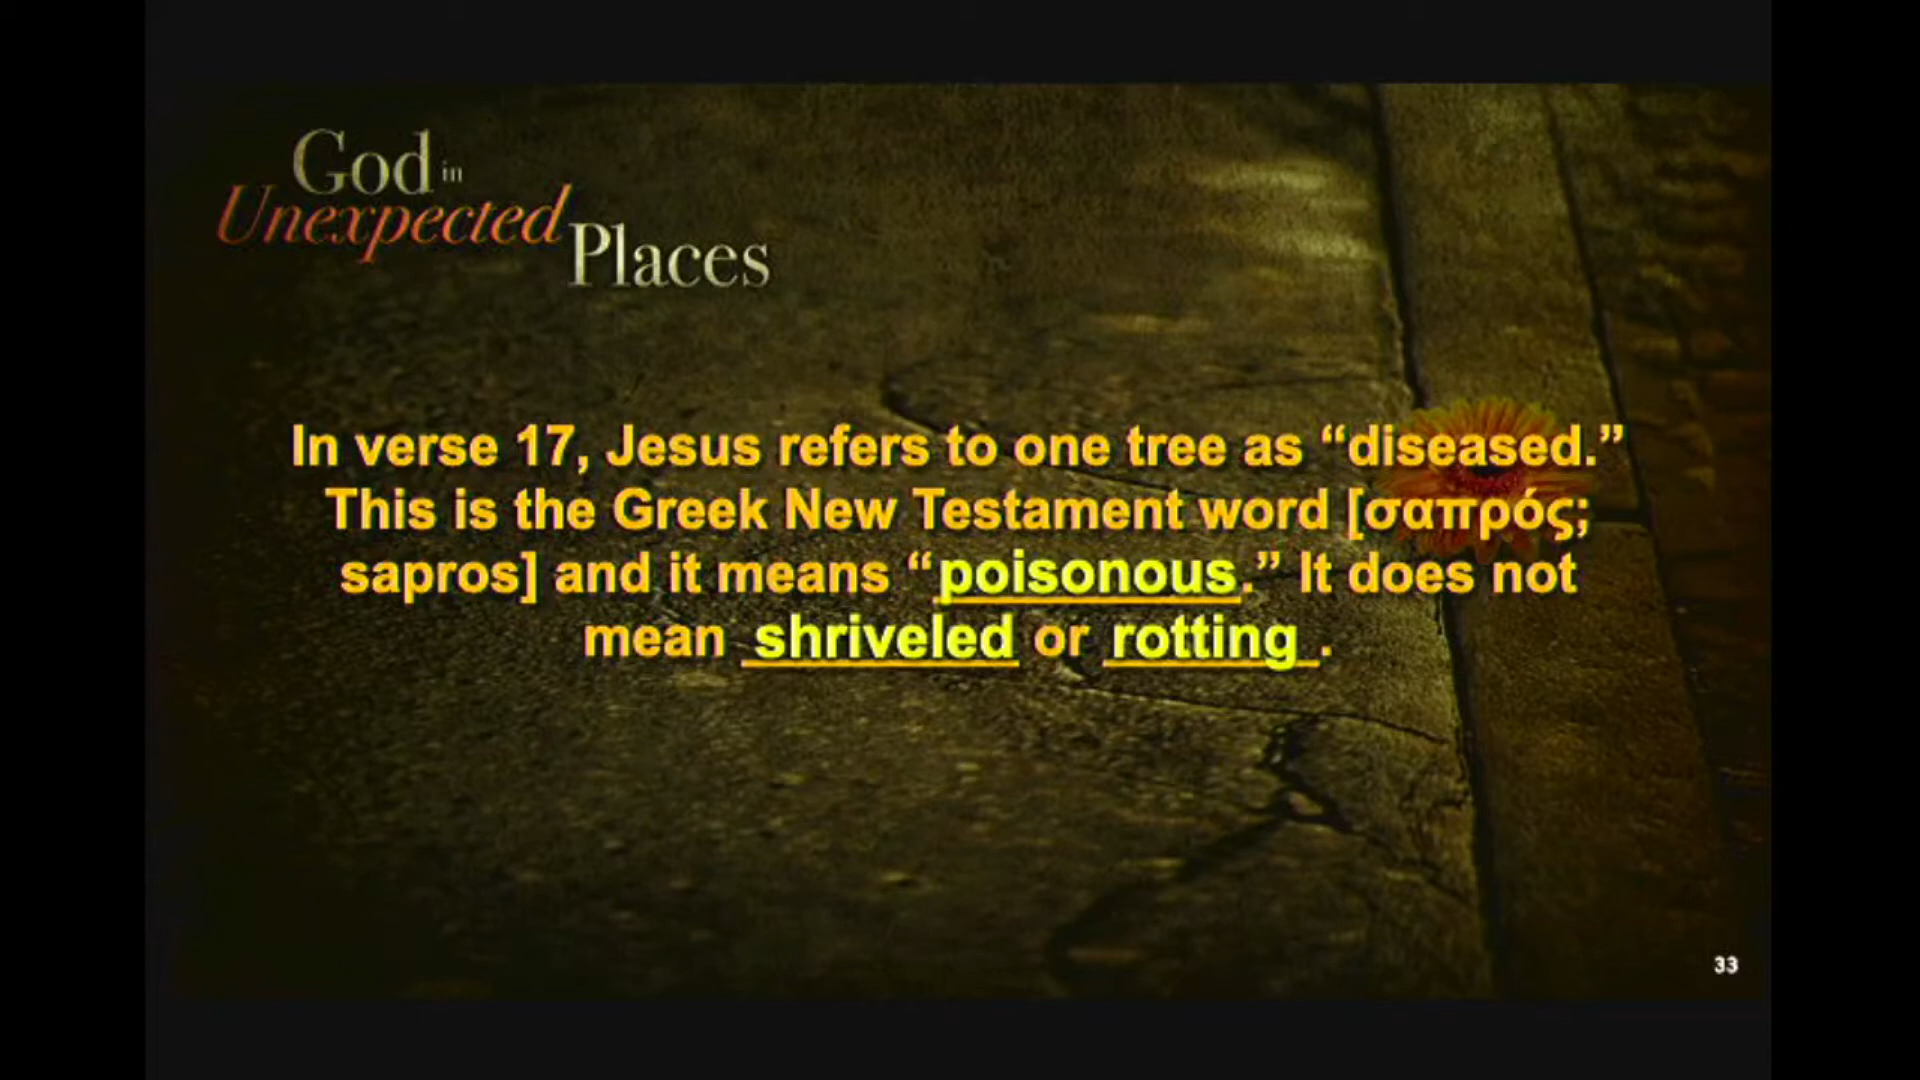 God in
Unexpected
Places
In verse 17, Jesus refers to one tree as “diseased.”
This is the Greek New Testament word [σαπρός;
sapros] and it means “poisonous.” It does not
mean shriveled or rotting.
33